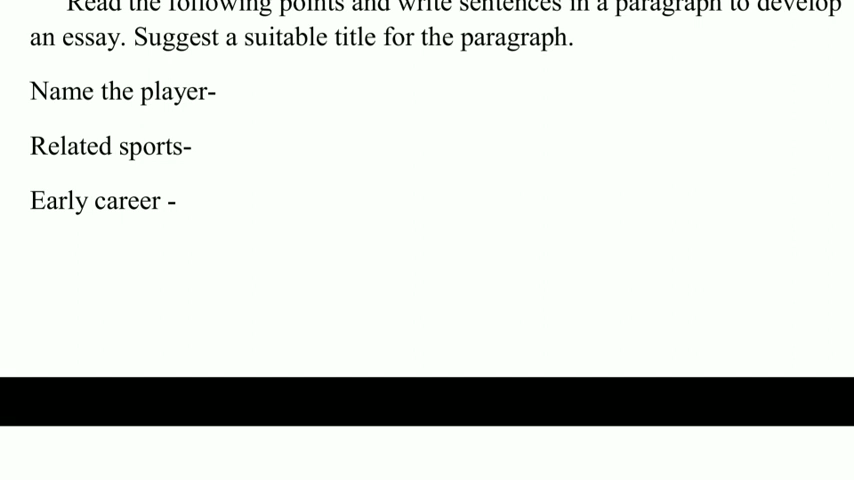 Read the following points and write sentences in a paragraph to develop
an essay. Suggest a suitable title for the paragraph.
Name the player-
Related sports-
Early career -